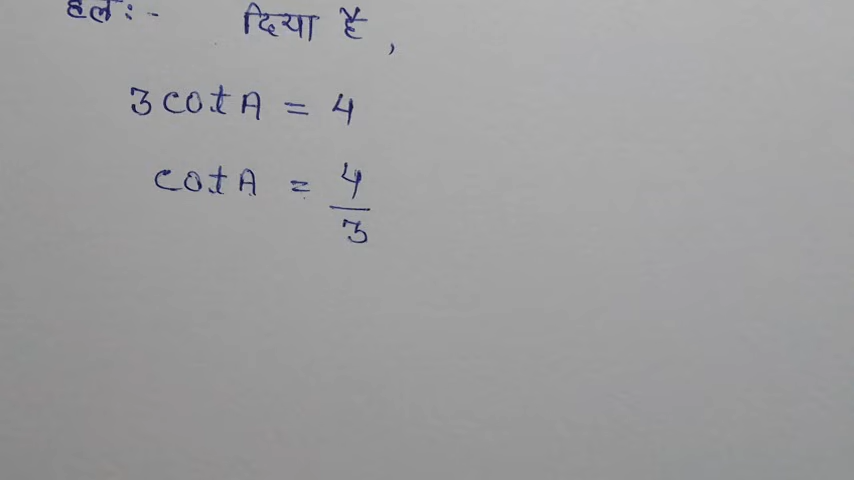 हल:- दिया है,
3 cot A = 4
cot A = 4/3